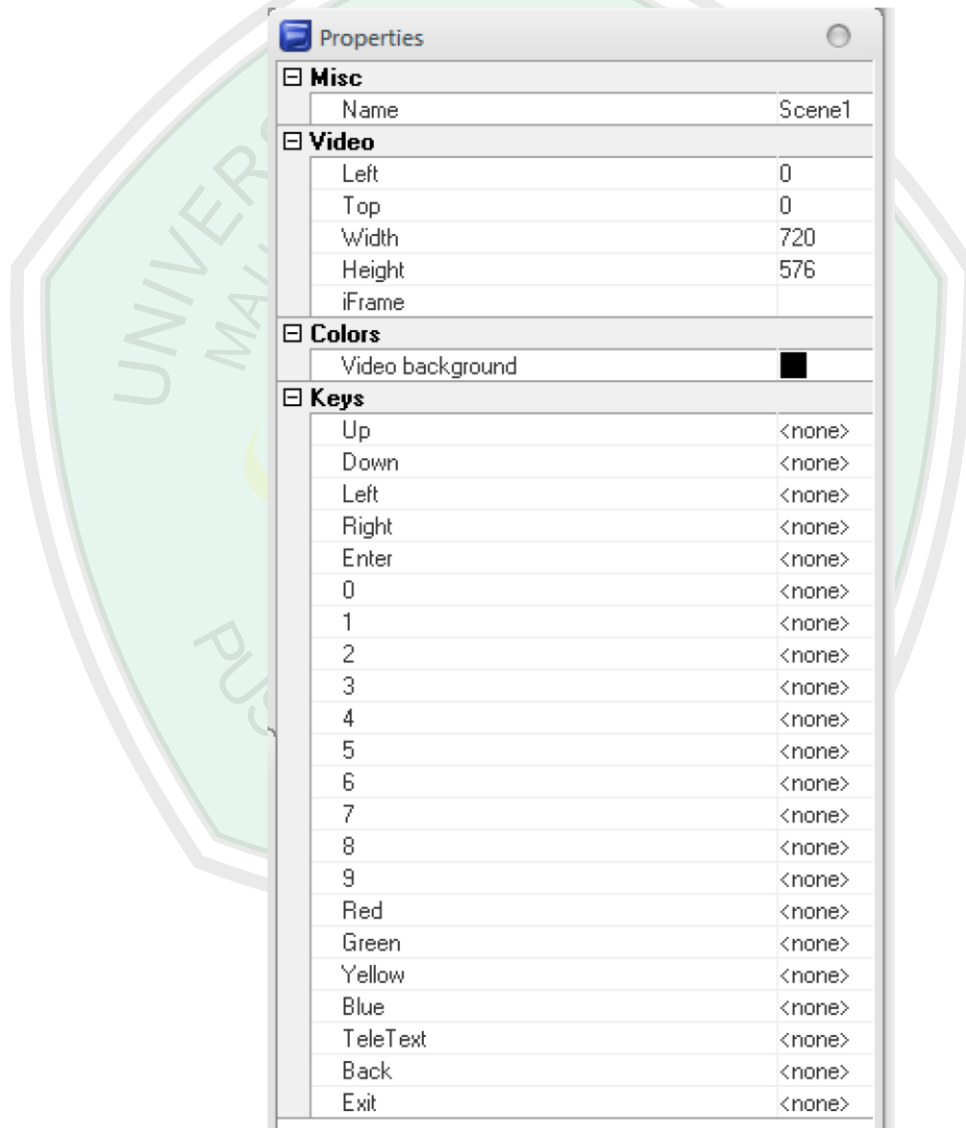 Properties
Misc
Name Scene1
Video
Left 0
Top 0
Width 720
Height 576
iFrame
Colors
Video background
Keys
Up <none>
Down <none>
Left <none>
Right <none>
Enter <none>
0 <none>
1 <none>
2 <none>
3 <none>
4 <none>
5 <none>
6 <none>
7 <none>
8 <none>
9 <none>
Red <none>
Green <none>
Yellow <none>
Blue <none>
TeleText <none>
Back <none>
Exit <none>